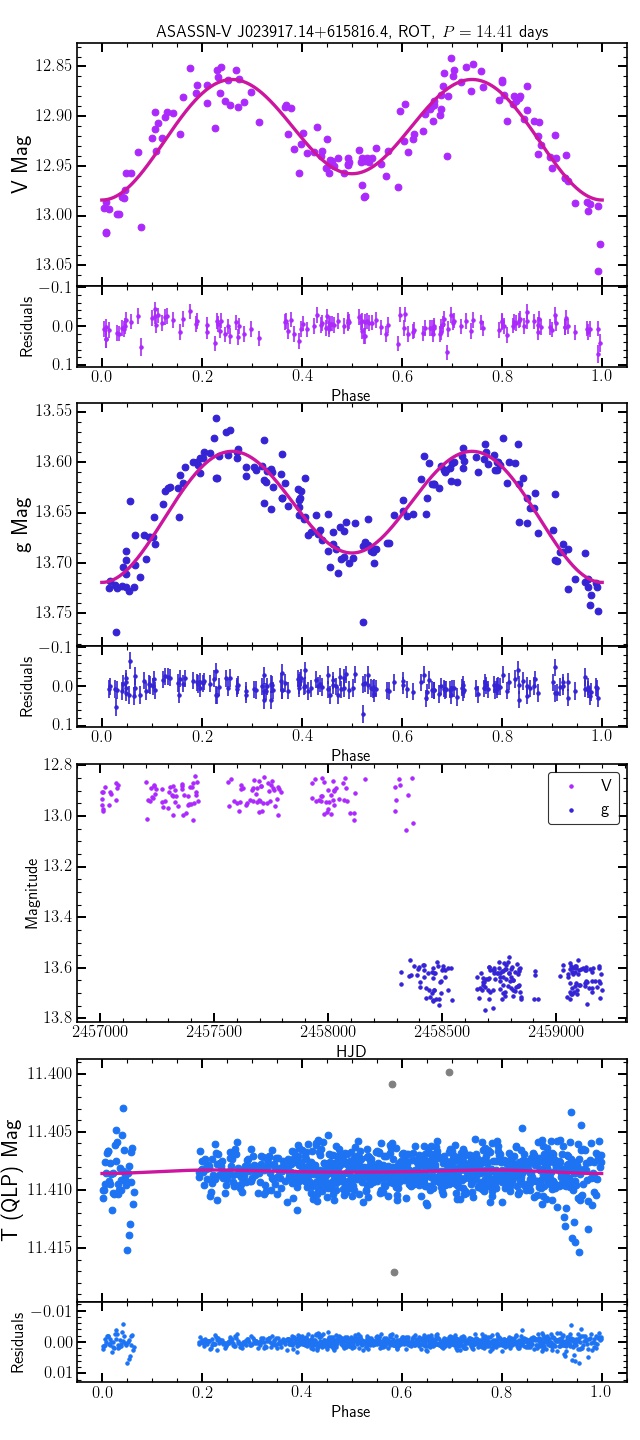 ASASSN-V J023917.14+615816.4, ROT, P = 14.41 days
12.85
12.90
12.95
13.00
13.05
V Mag
−0.1
0.0
0.1
Residuals
0.0 0.2 0.4 0.6 0.8 1.0
Phase
13.55
13.60
13.65
13.70
13.75
g Mag
−0.1
0.0
0.1
Residuals
0.0 0.2 0.4 0.6 0.8 1.0
Phase
12.8
13.0
13.2
13.4
13.6
13.8
Magnitude
V
g
2457000 2457500 2458000 2458500 2459000
HJD
11.400
11.405
11.410
11.415
T (QLP) Mag
−0.01
0.00
0.01
Residuals
0.0 0.2 0.4 0.6 0.8 1.0
Phase